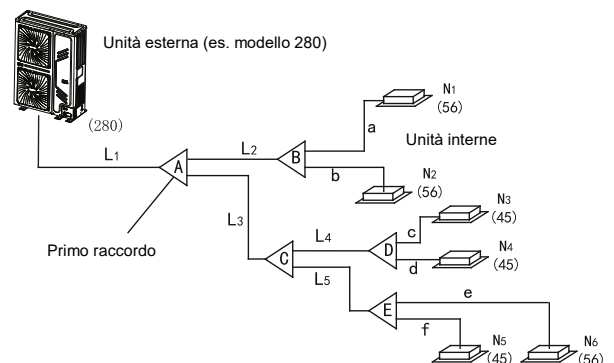 Unità esterna (es. modello 280)
(280)
N1
(56)
a
Unità interne
L1
L2
A
B
b
N2
(56)
N3
(45)
L3
L4
c
N4
(45)
D
d
Primo raccordo
C
L5
e
E
f
N5
(45)
N6
(56)